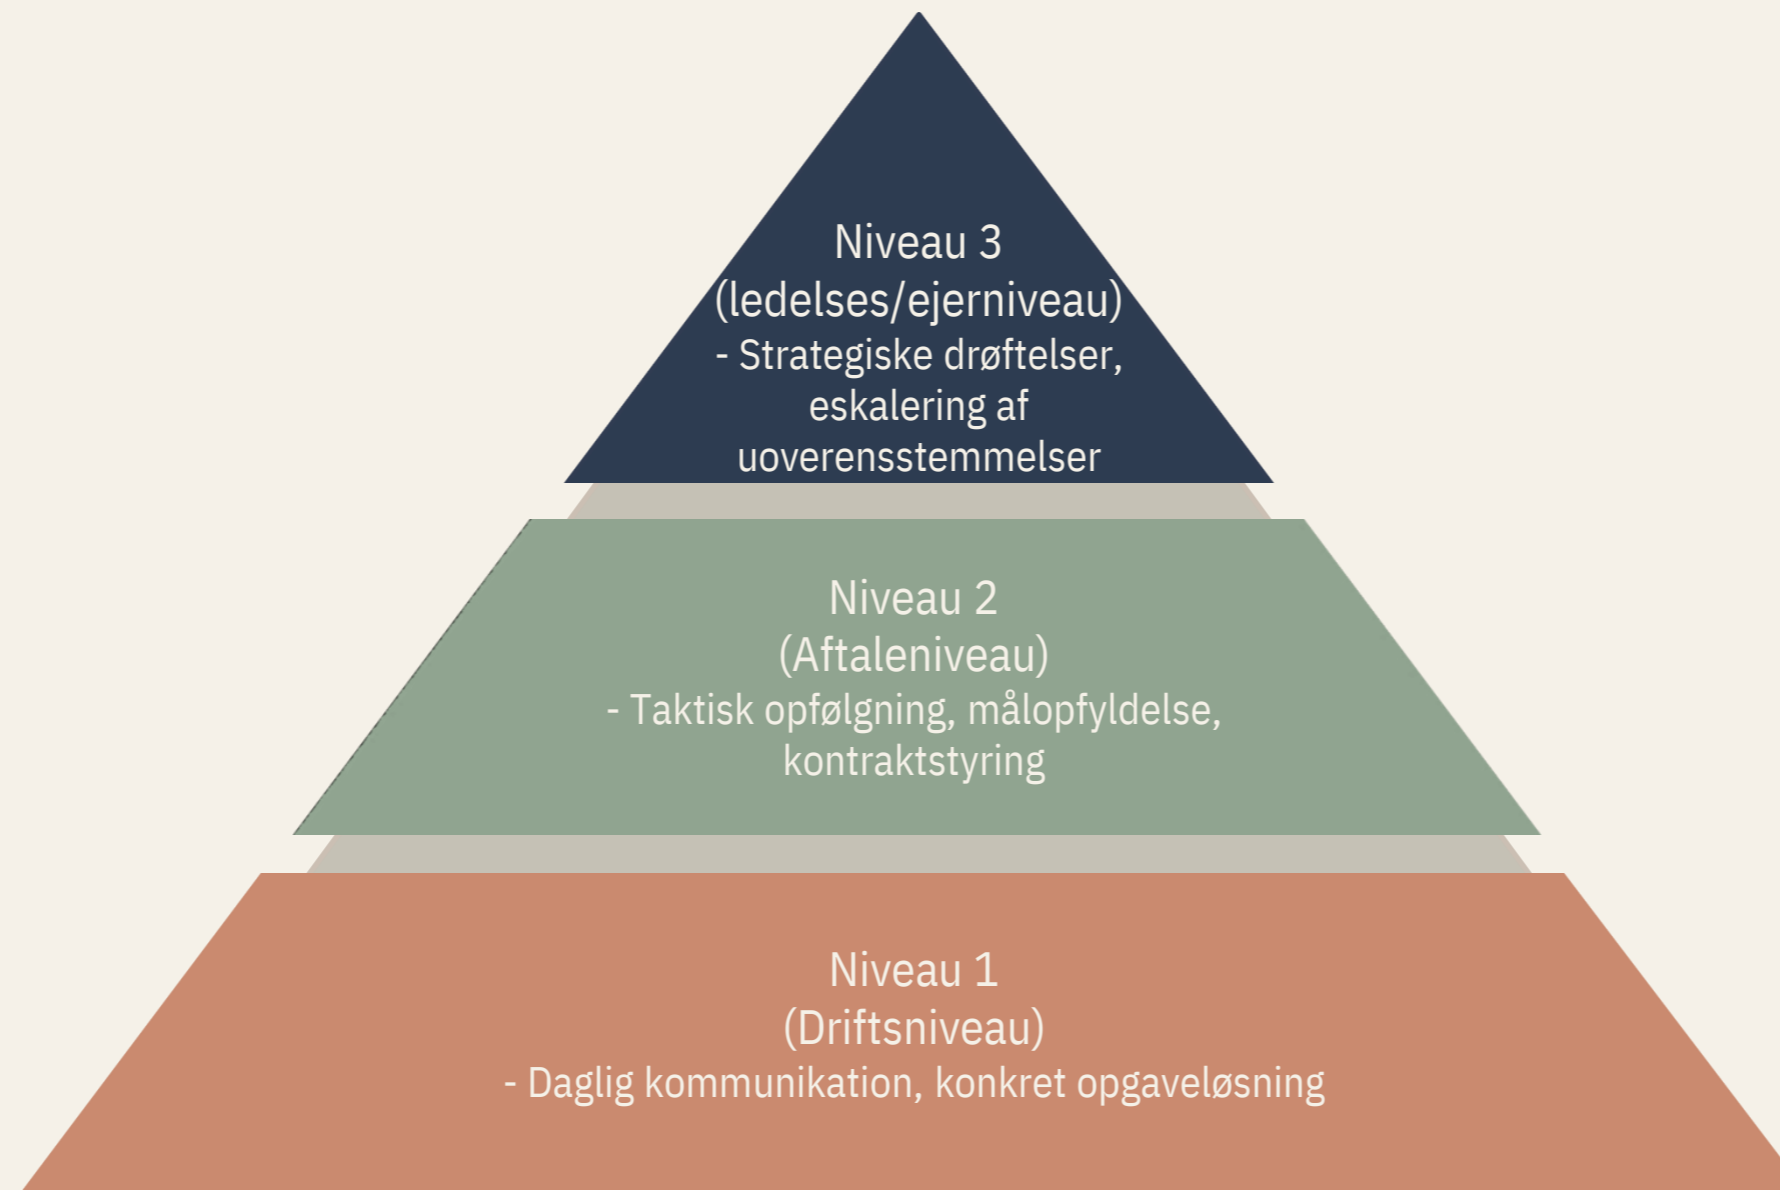 Niveau 3
(ledelses/ejerniveau)
- Strategiske drøftelser,
eskalering af
uoverensstemmelser
Niveau 2
(Aftaleniveau)
- Taktisk opfølgning, målopfyldelse,
kontraktstyring
Niveau 1
(Driftsniveau)
- Daglig kommunikation, konkret opgaveløsning